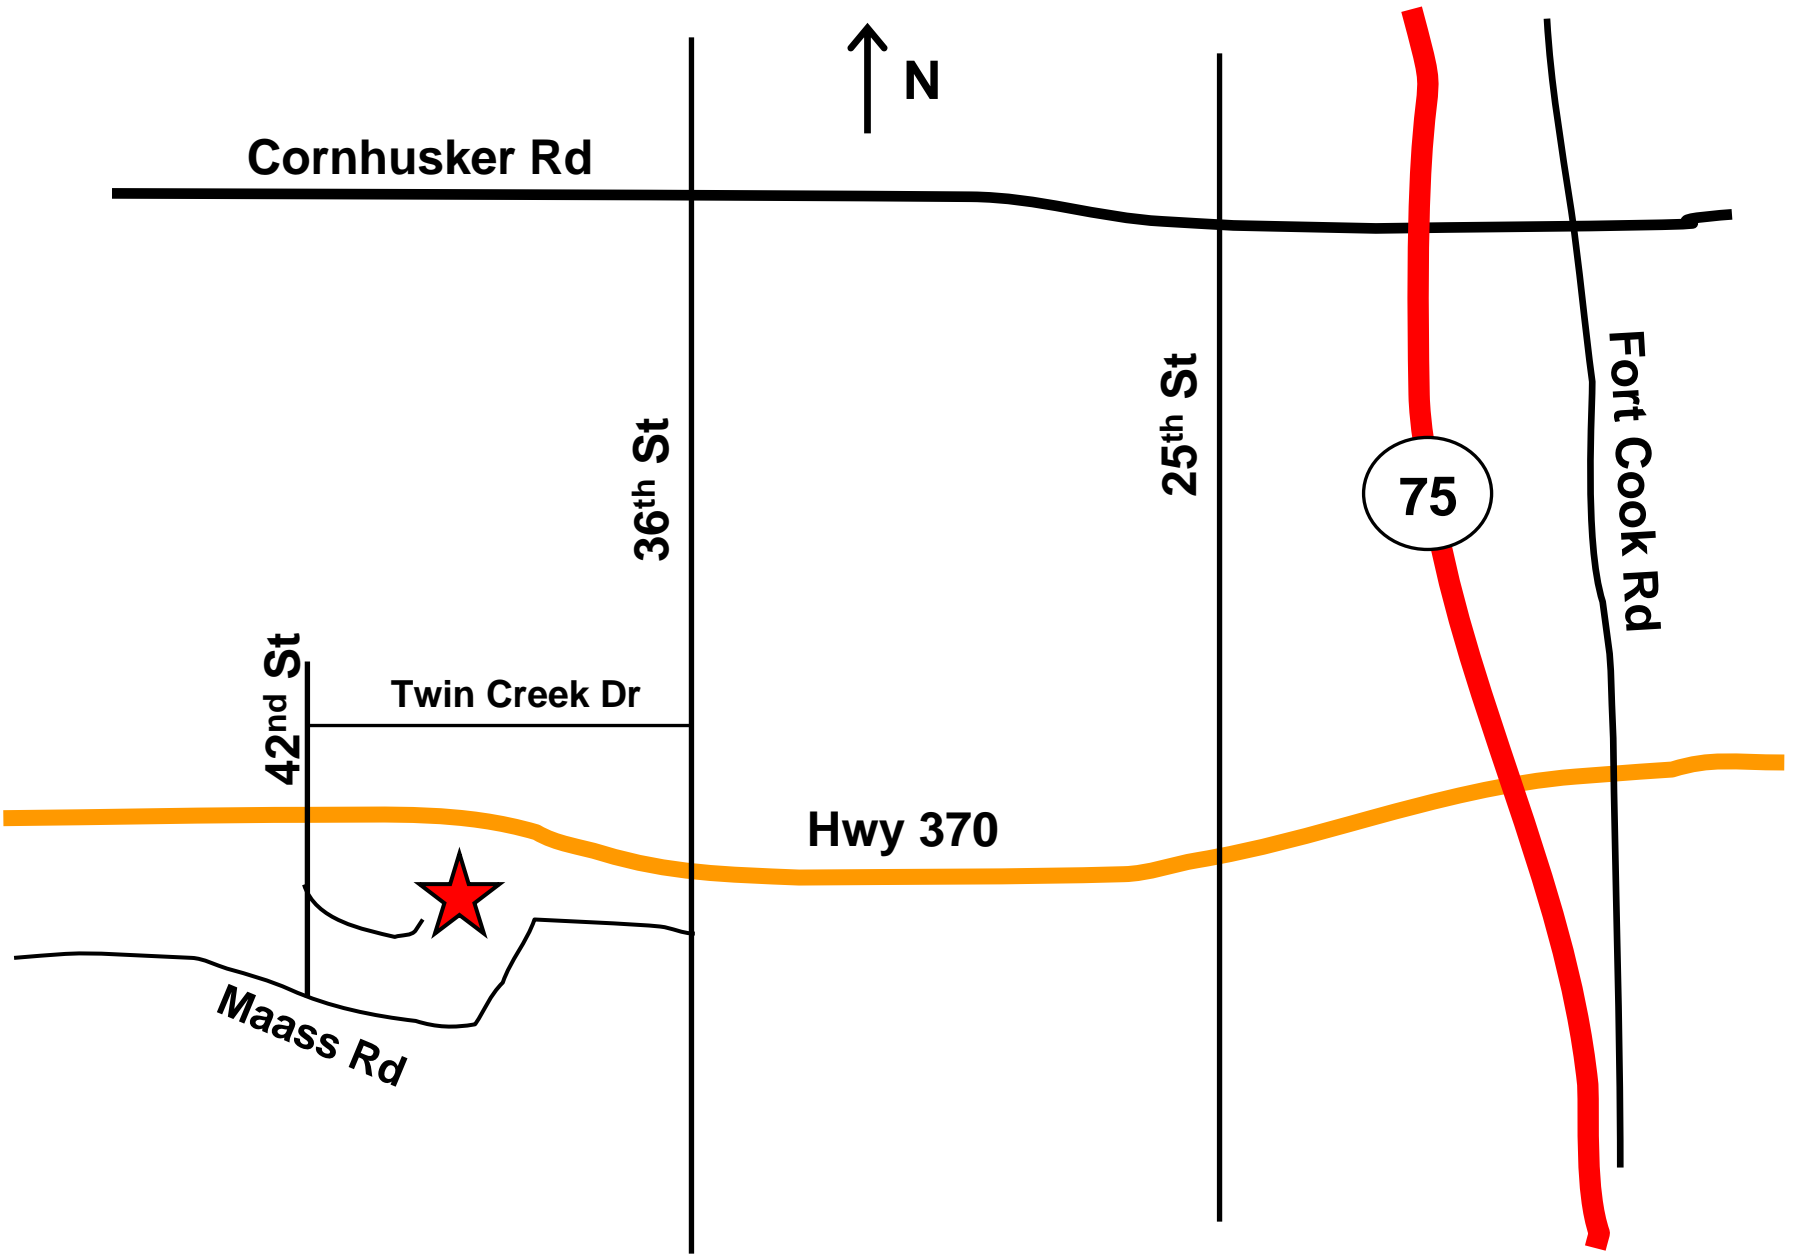 N
Cornhusker Rd
Fort Cook Rd
25th St
36th St
75
42nd St
Twin Creek Dr
Hwy 370
Maass Rd